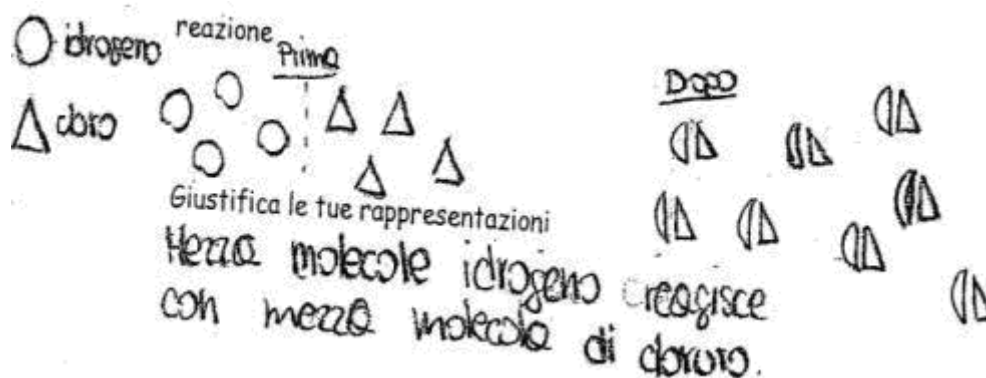 idrogeno reazione
Prima
cloro
Dopo
Giustifica le tue rappresentazioni
Mezza molecole idrogeno reagisce
con mezza molecola di cloruro.